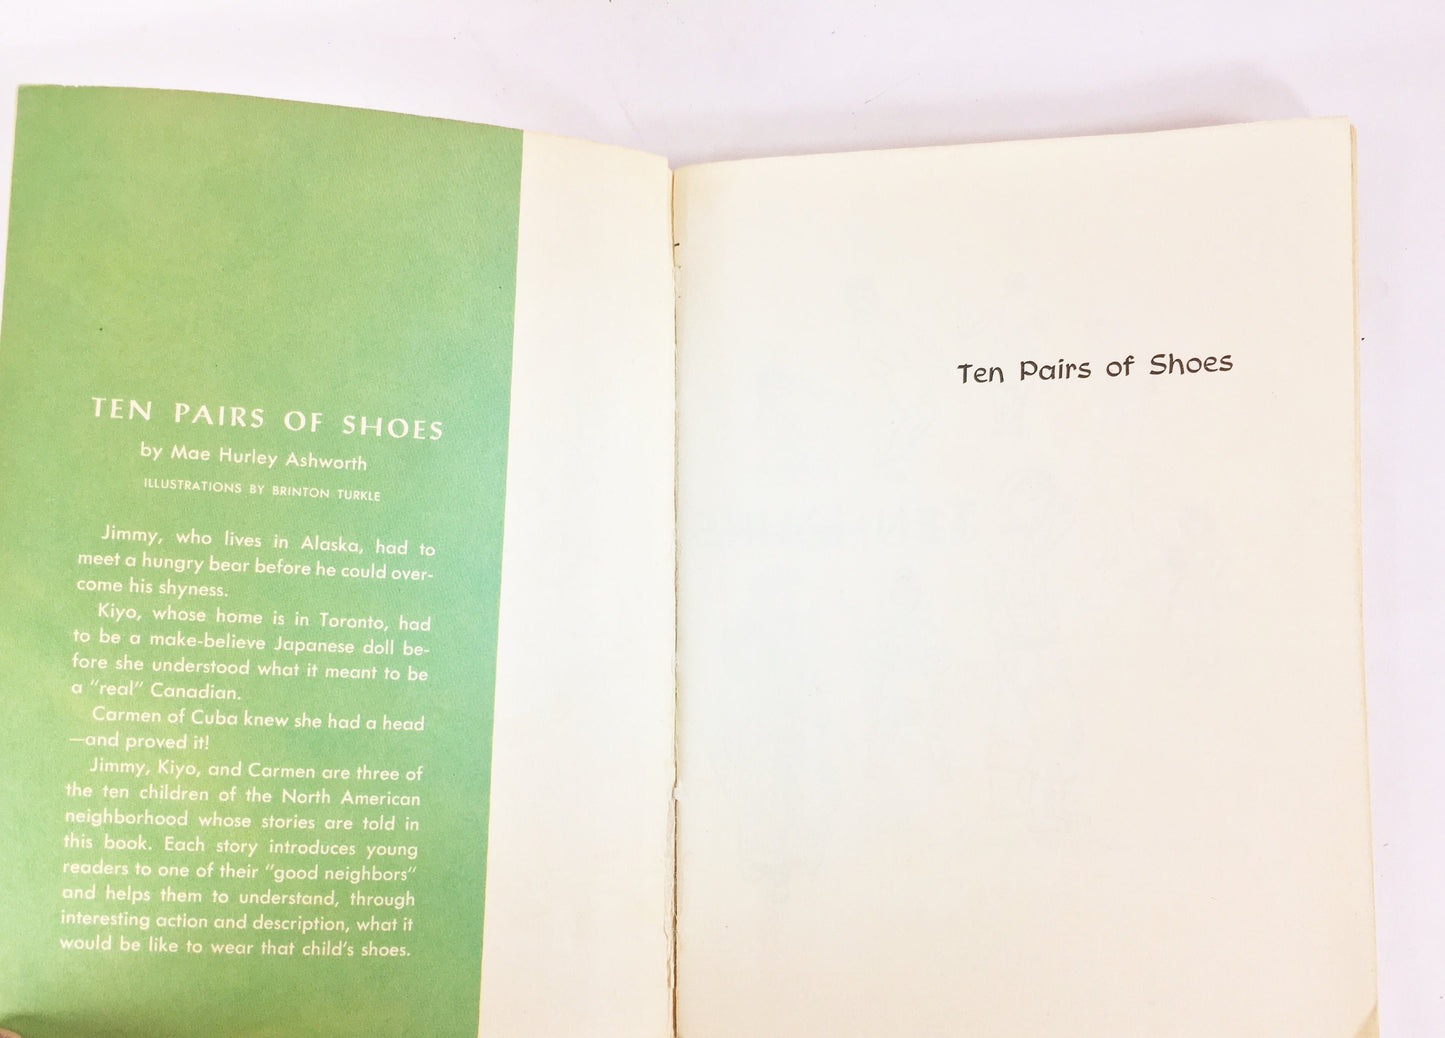 TEN PAIRS OF SHOES
by Mae Hurley Ashworth
ILLUSTRATIONS BY BRINTON TURKLE
Jimmy, who lives in Alaska, had to
meet a hungry bear before he could over-
come his shyness.
Kiyo, whose home is in Toronto, had
to be a make-believe Japanese doll be-
fore she understood what it meant to be
a "real" Canadian.
Carmen of Cuba knew she had a head
—and proved it!
Jimmy, Kiyo, and Carmen are three of
the ten children of the North American
neighborhood whose stories are told in
this book. Each story introduces young
readers to one of their "good neighbors"
and helps them to understand, through
interesting action and description, what it
would be like to wear that child's shoes.
Ten Pairs of Shoes